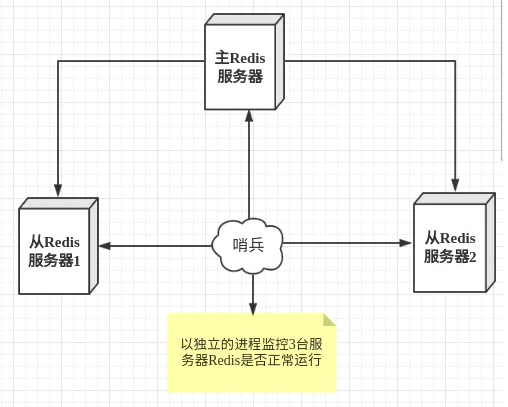 主Redis
服务器
从Redis
服务器1
哨兵
从Redis
服务器2
以独立的进程监控3台服
务器Redis是否正常运行